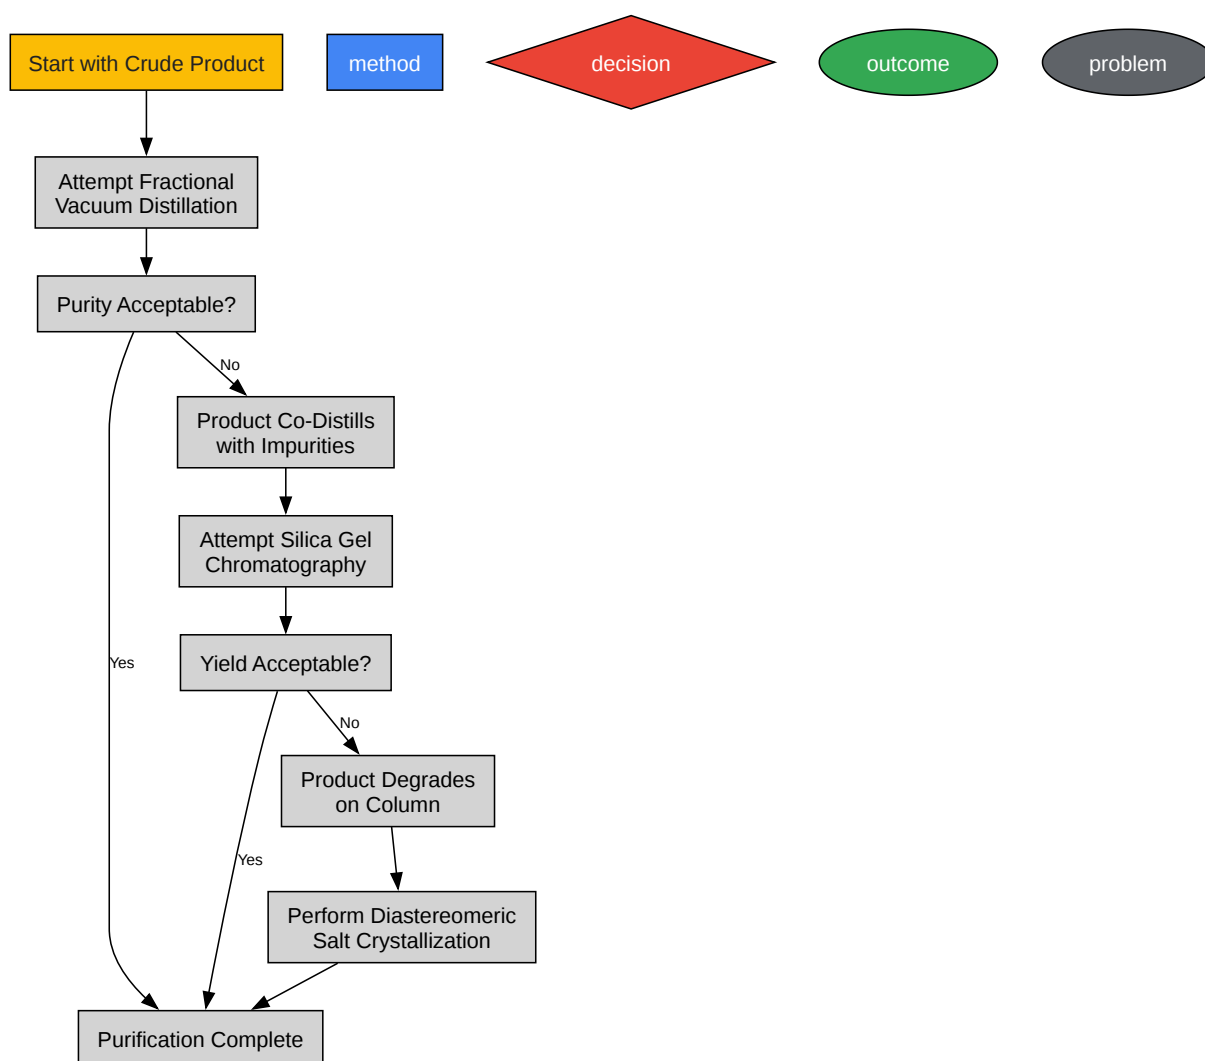 Start with Crude Product
method
decision
outcome
problem
Attempt Fractional
Vacuum Distillation
Purity Acceptable?
No
Product Co-Distills
with Impurities
Attempt Silica Gel
Chromatography
Yes
Yield Acceptable?
No
Product Degrades
on Column
Yes
Perform Diastereomeric
Salt Crystallization
Purification Complete